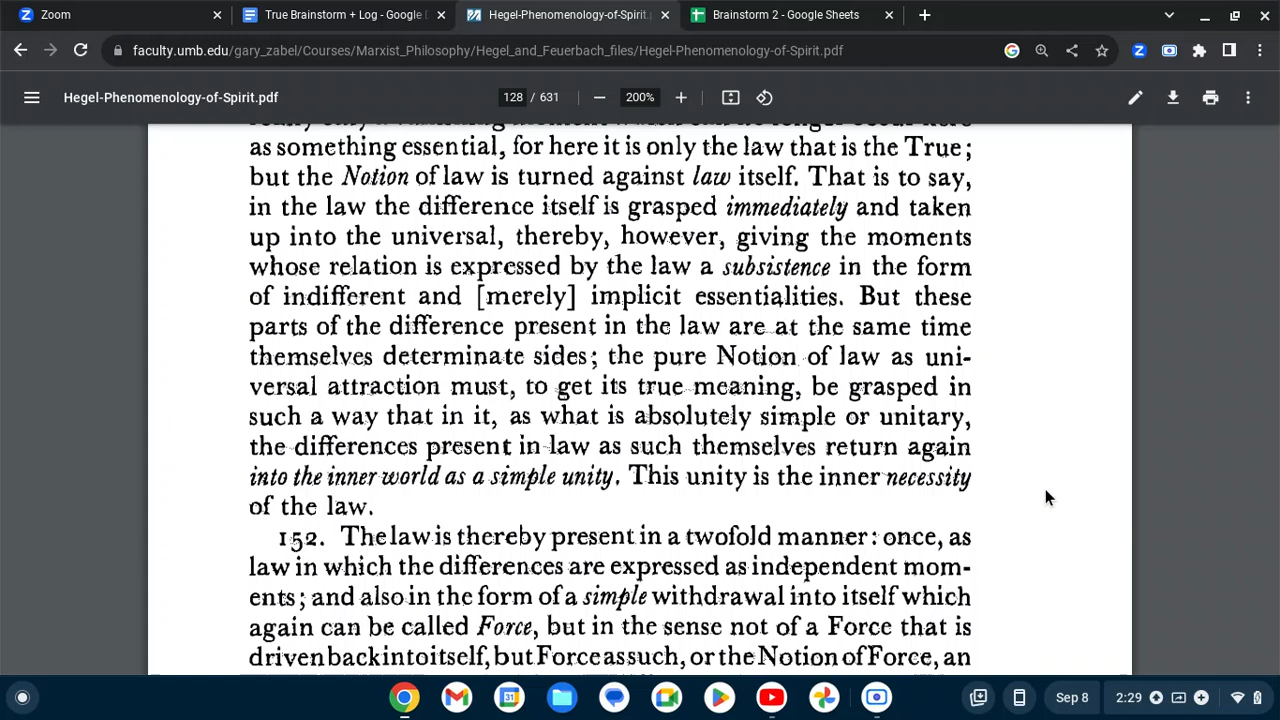 Zoom
True Brainstorm + Log - Google D
Hegel-Phenomenology-of-Spirit.
Brainstorm 2 - Google Sheets
faculty.umb.edu/gary_zabel/Courses/Marxist_Philosophy/Hegel_and_Feuerbach_files/Hegel-Phenomenology-of-Spirit.pdf
Hegel-Phenomenology-of-Spirit.pdf
128 / 631
200%
as something essential, for here it is only the law that is the True;
but the Notion of law is turned against law itself. That is to say,
in the law the difference itself is grasped immediately and taken
up into the universal, thereby, however, giving the moments
whose relation is expressed by the law a subsistence in the form
of indifferent and [merely] implicit essentialities. But these
parts of the difference present in the law are at the same time
themselves determinate sides; the pure Notion of law as uni-
versal attraction must, to get its true meaning, be grasped in
such a way that in it, as what is absolutely simple or unitary,
the differences present in law as such themselves return again
into the inner world as a simple unity. This unity is the inner necessity
of the law.
152. The law is thereby present in a twofold manner: once, as
law in which the differences are expressed as independent mom-
ents; and also in the form of a simple withdrawal into itself which
again can be called Force, but in the sense not of a Force that is
driven back into itself, but Force as such, or the Notion of Force, an
31
Sep 8
2:29